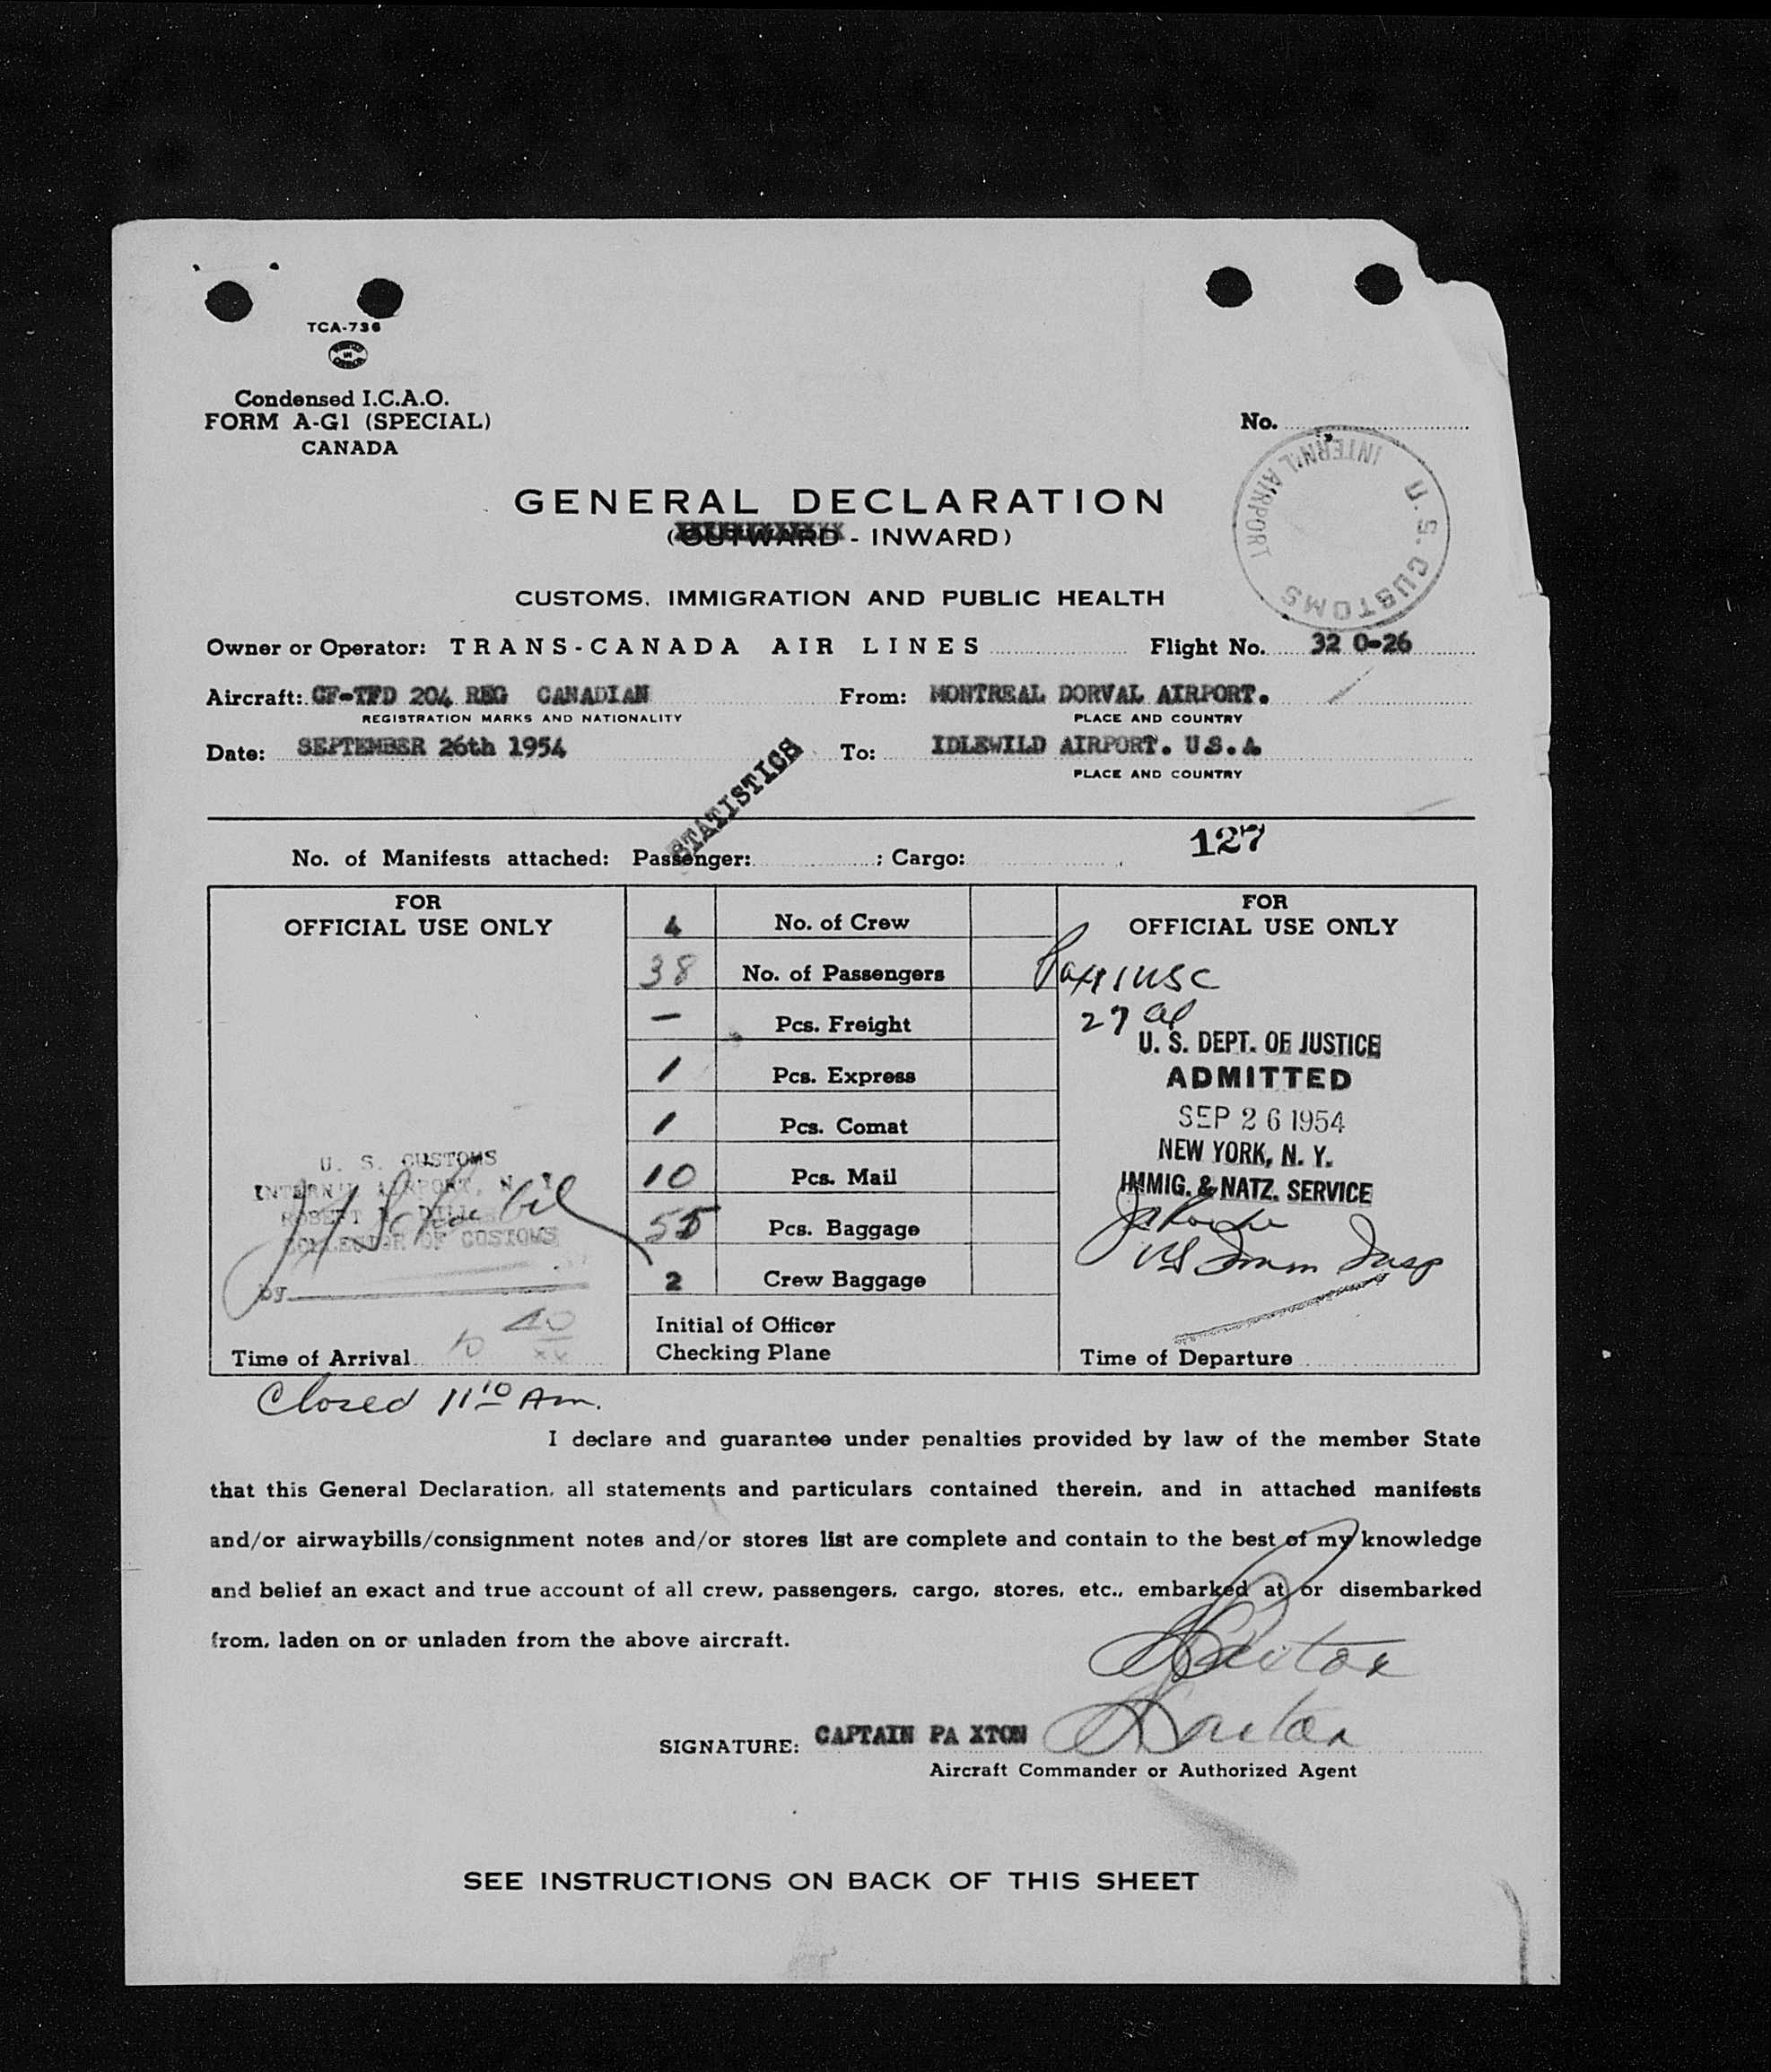 TCA-736
Condensed I.C.A.O.
FORM A-G1 (SPECIAL)
CANADA
No.
INTERN'L AIRPORT
U. S. CUSTOMS
GENERAL DECLARATION
(OUTWARD - INWARD)
CUSTOMS, IMMIGRATION AND PUBLIC HEALTH
Owner or Operator: TRANS-CANADA AIR LINES Flight No. 32 0-26
Aircraft: CF-TFD 204 REG CANADIAN From: MONTREAL DORVAL AIRPORT.
REGISTRATION MARKS AND NATIONALITY PLACE AND COUNTRY
Date: SEPTEMBER 26th 1954 To: IDLEWILD AIRPORT. U.S.A
PLACE AND COUNTRY
STATISTICS
127
No. of Manifests attached: Passenger: ; Cargo:
FOR
OFFICIAL USE ONLY
U. S. CUSTOMS
INTERN'L AIRPORT, N. Y.
ROBERT W. DILL
COLLECTOR OF CUSTOMS
by
Time of Arrival 10 40
4 No. of Crew
38 No. of Passengers
— Pcs. Freight
1 Pcs. Express
1 Pcs. Comat
10 Pcs. Mail
55 Pcs. Baggage
2 Crew Baggage
Initial of Officer
Checking Plane
FOR
OFFICIAL USE ONLY
27 al
U. S. DEPT. OF JUSTICE
ADMITTED
SEP 26 1954
NEW YORK, N. Y.
IMMIG. & NATZ. SERVICE
US Imm Insp
Time of Departure
Closed 11 10 Am.
I declare and guarantee under penalties provided by law of the member State
that this General Declaration, all statements and particulars contained therein, and in attached manifests
and/or airwaybills/consignment notes and/or stores list are complete and contain to the best of my knowledge
and belief an exact and true account of all crew, passengers, cargo, stores, etc., embarked at or disembarked
from, laden on or unladen from the above aircraft.
Paxton
SIGNATURE: CAPTAIN PA XTON Paxton
Aircraft Commander or Authorized Agent
SEE INSTRUCTIONS ON BACK OF THIS SHEET